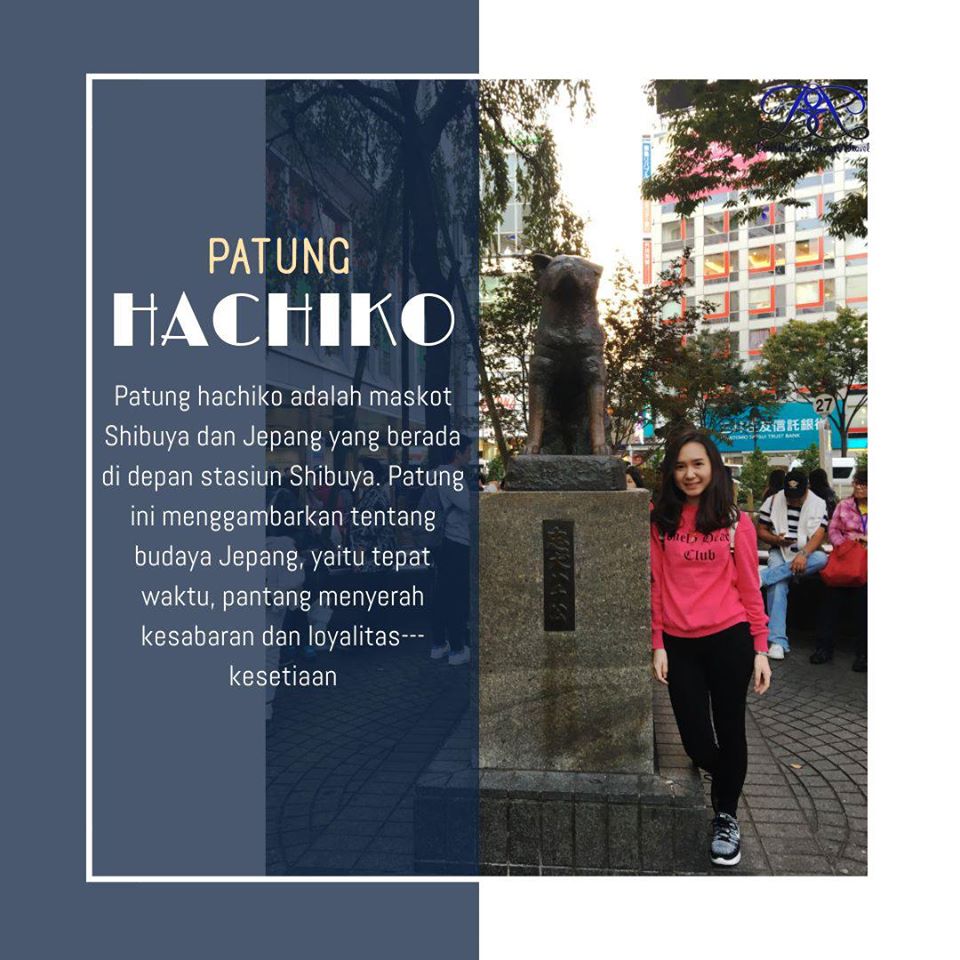 PATUNG
HACHIKO
Patung hachiko adalah maskot
Shibuya dan Jepang yang berada
di depan stasiun Shibuya. Patung
ini menggambarkan tentang
budaya Jepang, yaitu tepat
waktu, pantang menyerah
kesabaran dan loyalitas---
kesetiaan
27
友信託銀行
MITSUI TRUST BANK
Club